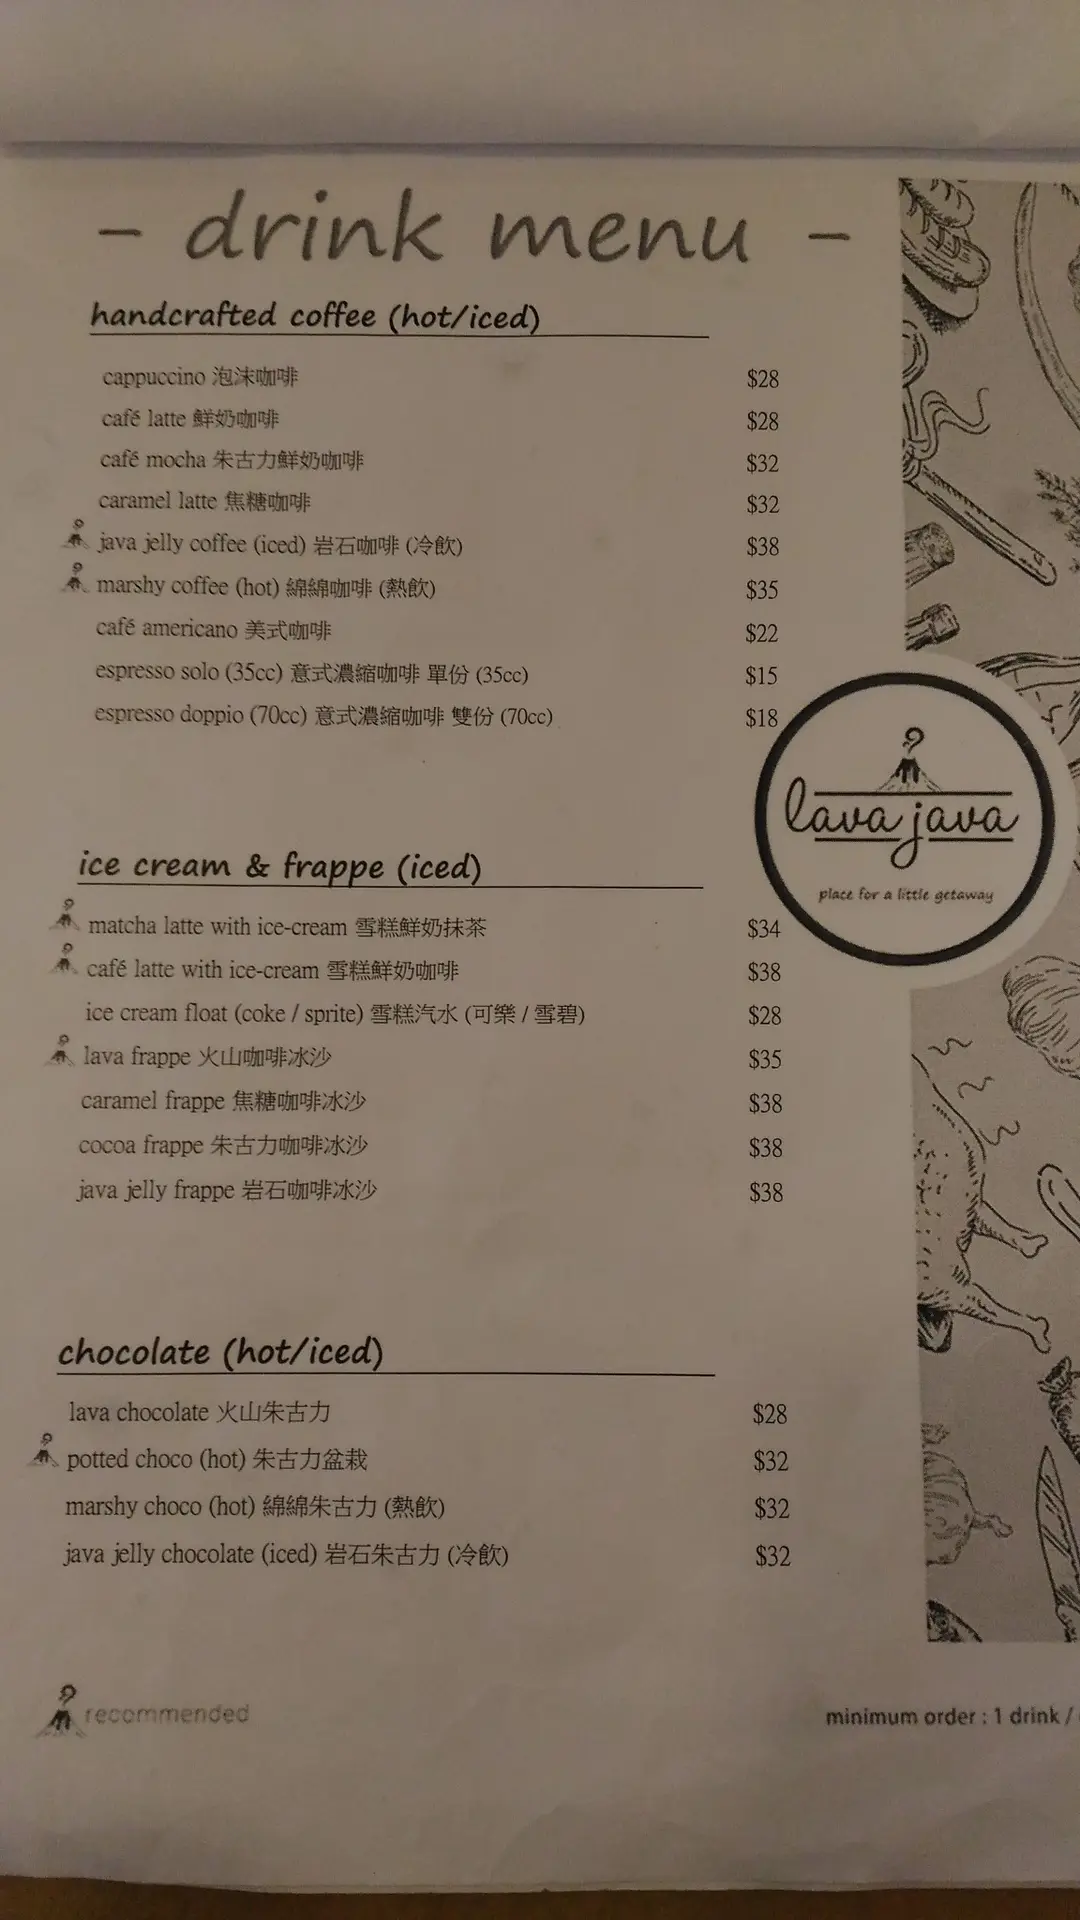 - drink menu -
handcrafted coffee (hot/iced)
cappuccino 泡沫咖啡 $28
café latte 鮮奶咖啡 $28
café mocha 朱古力鮮奶咖啡 $32
caramel latte 焦糖咖啡 $32
java jelly coffee (iced) 岩石咖啡 (冷飲) $38
marshy coffee (hot) 綿綿咖啡 (熱飲) $35
café americano 美式咖啡 $22
espresso solo (35cc) 意式濃縮咖啡 單份 (35cc) $15
espresso doppio (70cc) 意式濃縮咖啡 雙份 (70cc) $18
lava java
place for a little getaway
ice cream & frappe (iced)
matcha latte with ice-cream 雪糕鮮奶抹茶 $34
café latte with ice-cream 雪糕鮮奶咖啡 $38
ice cream float (coke / sprite) 雪糕汽水 (可樂 / 雪碧) $28
lava frappe 火山咖啡冰沙 $35
caramel frappe 焦糖咖啡冰沙 $38
cocoa frappe 朱古力咖啡冰沙 $38
java jelly frappe 岩石咖啡冰沙 $38
chocolate (hot/iced)
lava chocolate 火山朱古力 $28
potted choco (hot) 朱古力盆栽 $32
marshy choco (hot) 綿綿朱古力 (熱飲) $32
java jelly chocolate (iced) 岩石朱古力 (冷飲) $32
recommended
minimum order : 1 drink /